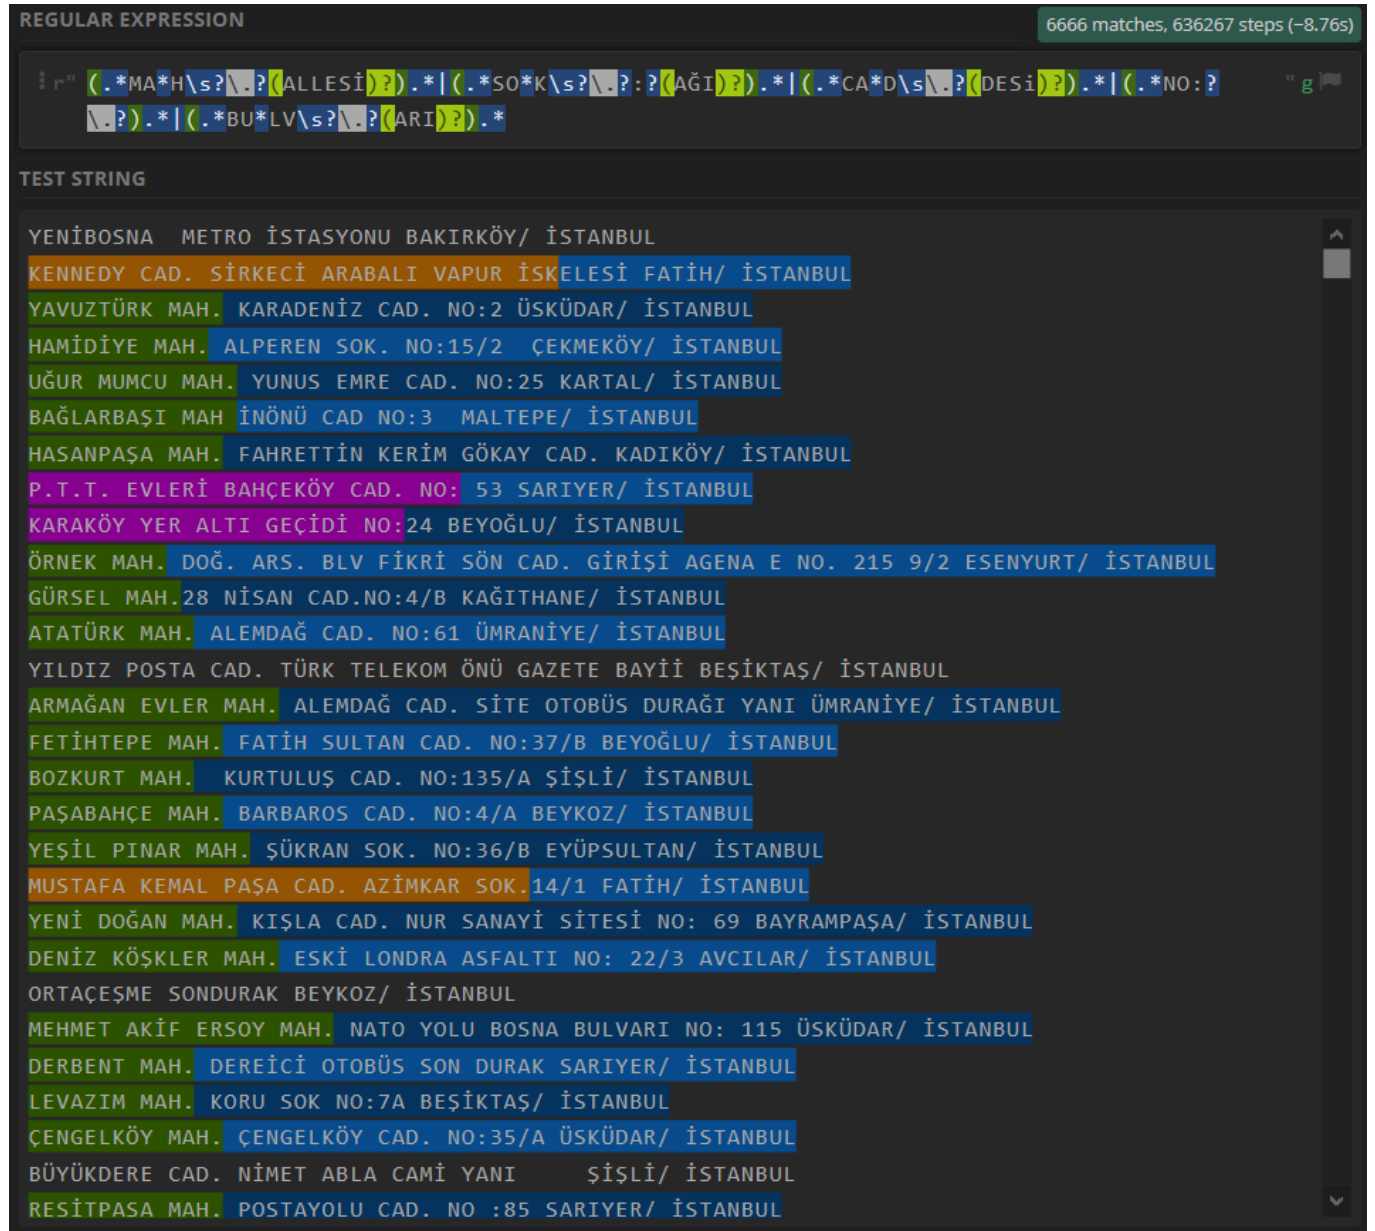 REGULAR EXPRESSION
6666 matches, 636267 steps (~8.76s)
r" (.*MA*H\s?\.?(ALLESİ)?).*|(.*SO*K\s?\.?:?(AĞI)?).*|(.*CA*D\s\.?(DESi)?).*|(.*NO:? " g
\.?).*|(.*BU*LV\s?\.?(ARI)?).*
TEST STRING
YENİBOSNA  METRO İSTASYONU BAKIRKÖY/ İSTANBUL
KENNEDY CAD. SİRKECİ ARABALI VAPUR İSKELESİ FATİH/ İSTANBUL
YAVUZTÜRK MAH. KARADENİZ CAD. NO:2 ÜSKÜDAR/ İSTANBUL
HAMİDİYE MAH. ALPEREN SOK. NO:15/2  ÇEKMEKÖY/ İSTANBUL
UĞUR MUMCU MAH. YUNUS EMRE CAD. NO:25 KARTAL/ İSTANBUL
BAĞLARBAŞI MAH İNÖNÜ CAD NO:3  MALTEPE/ İSTANBUL
HASANPAŞA MAH. FAHRETTİN KERİM GÖKAY CAD. KADIKÖY/ İSTANBUL
P.T.T. EVLERİ BAHÇEKÖY CAD. NO: 53 SARIYER/ İSTANBUL
KARAKÖY YER ALTI GEÇİDİ NO:24 BEYOĞLU/ İSTANBUL
ÖRNEK MAH. DOĞ. ARS. BLV FİKRİ SÖN CAD. GİRİŞİ AGENA E NO. 215 9/2 ESENYURT/ İSTANBUL
GÜRSEL MAH.28 NİSAN CAD.NO:4/B KAĞITHANE/ İSTANBUL
ATATÜRK MAH. ALEMDAĞ CAD. NO:61 ÜMRANİYE/ İSTANBUL
YILDIZ POSTA CAD. TÜRK TELEKOM ÖNÜ GAZETE BAYİİ BEŞİKTAŞ/ İSTANBUL
ARMAĞAN EVLER MAH. ALEMDAĞ CAD. SİTE OTOBÜS DURAĞI YANI ÜMRANİYE/ İSTANBUL
FETİHTEPE MAH. FATİH SULTAN CAD. NO:37/B BEYOĞLU/ İSTANBUL
BOZKURT MAH.  KURTULUŞ CAD. NO:135/A ŞİŞLİ/ İSTANBUL
PAŞABAHÇE MAH. BARBAROS CAD. NO:4/A BEYKOZ/ İSTANBUL
YEŞİL PINAR MAH. ŞÜKRAN SOK. NO:36/B EYÜPSULTAN/ İSTANBUL
MUSTAFA KEMAL PAŞA CAD. AZİMKAR SOK.14/1 FATİH/ İSTANBUL
YENİ DOĞAN MAH. KIŞLA CAD. NUR SANAYİ SİTESİ NO: 69 BAYRAMPAŞA/ İSTANBUL
DENİZ KÖŞKLER MAH. ESKİ LONDRA ASFALTI NO: 22/3 AVCILAR/ İSTANBUL
ORTAÇEŞME SONDURAK BEYKOZ/ İSTANBUL
MEHMET AKİF ERSOY MAH. NATO YOLU BOSNA BULVARI NO: 115 ÜSKÜDAR/ İSTANBUL
DERBENT MAH. DEREİCİ OTOBÜS SON DURAK SARIYER/ İSTANBUL
LEVAZIM MAH. KORU SOK NO:7A BEŞİKTAŞ/ İSTANBUL
ÇENGELKÖY MAH. ÇENGELKÖY CAD. NO:35/A ÜSKÜDAR/ İSTANBUL
BÜYÜKDERE CAD. NİMET ABLA CAMİ YANI     ŞİŞLİ/ İSTANBUL
RESİTPASA MAH. POSTAYOLU CAD. NO :85 SARIYER/ İSTANBUL